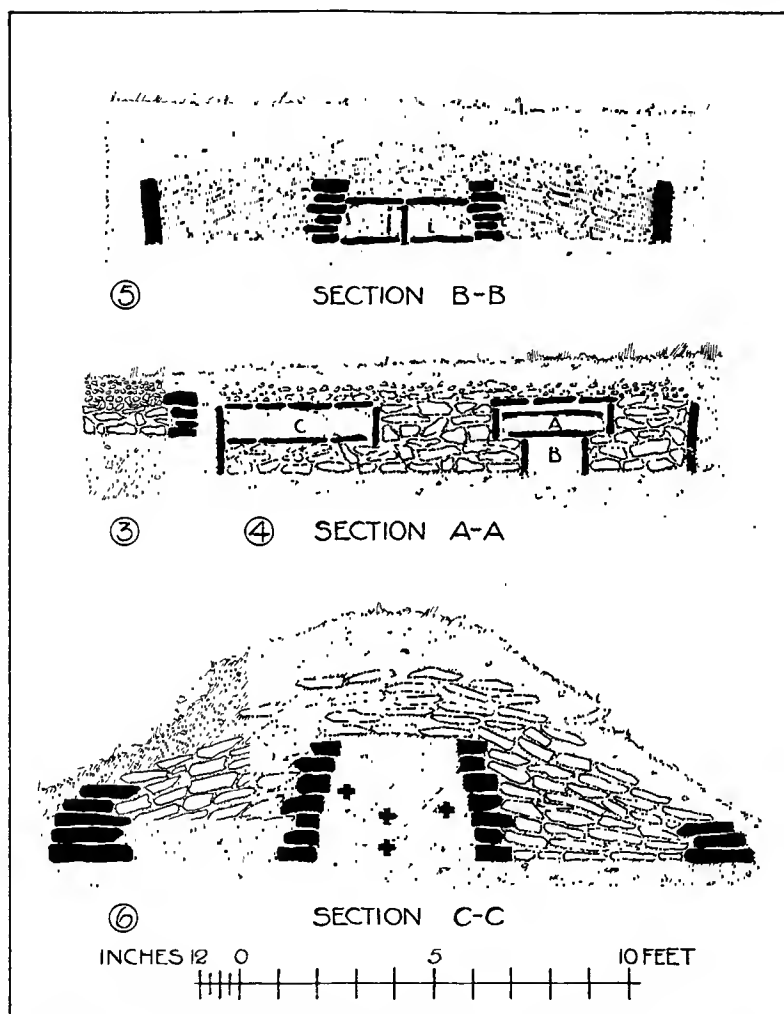 L
⑤ SECTION B-B
C A
B
③ ④ SECTION A-A
⑥ SECTION C-C
INCHES 12 0 5 10 FEET